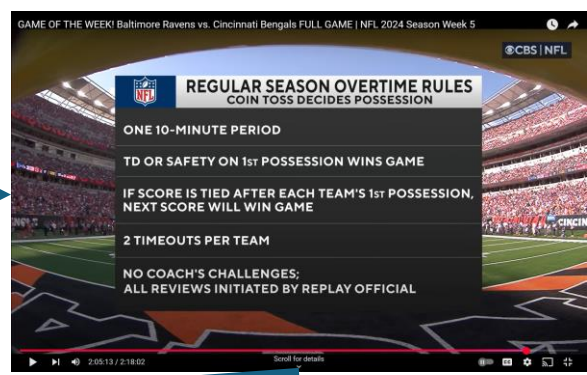 GAME OF THE WEEK! Baltimore Ravens vs. Cincinnati Bengals FULL GAME | NFL 2024 Season Week 5
CBS | NFL
NFL
REGULAR SEASON OVERTIME RULES
COIN TOSS DECIDES POSSESSION
ONE 10-MINUTE PERIOD
TD OR SAFETY ON 1ST POSSESSION WINS GAME
IF SCORE IS TIED AFTER EACH TEAM'S 1ST POSSESSION,
NEXT SCORE WILL WIN GAME
2 TIMEOUTS PER TEAM
NO COACH'S CHALLENGES;
ALL REVIEWS INITIATED BY REPLAY OFFICIAL
2:05:13 / 2:18:02
Scroll for details